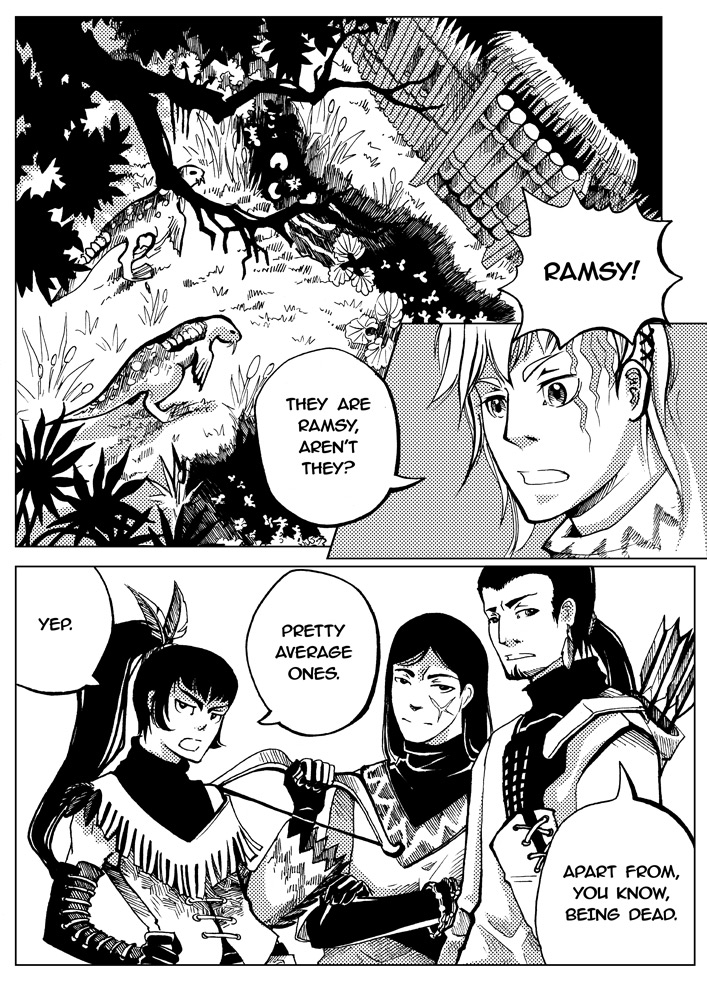 RAMSY!
THEY ARE
RAMSY,
AREN'T
THEY?
YEP.
PRETTY
AVERAGE
ONES.
APART FROM,
YOU KNOW,
BEING DEAD.